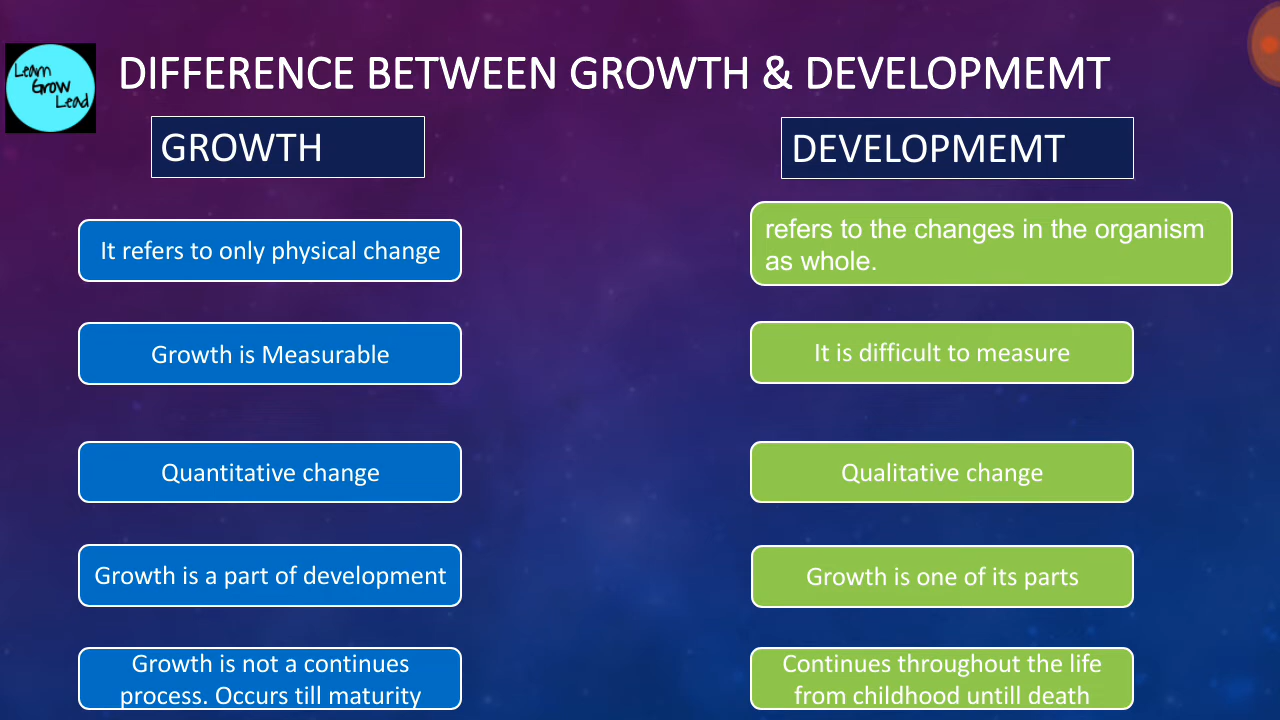 Learn
Grow
Lead
DIFFERENCE BETWEEN GROWTH & DEVELOPMEMT
GROWTH
DEVELOPMEMT
It refers to only physical change
refers to the changes in the organism
as whole.
Growth is Measurable
It is difficult to measure
Quantitative change
Qualitative change
Growth is a part of development
Growth is one of its parts
Growth is not a continues
process. Occurs till maturity
Continues throughout the life
from childhood untill death